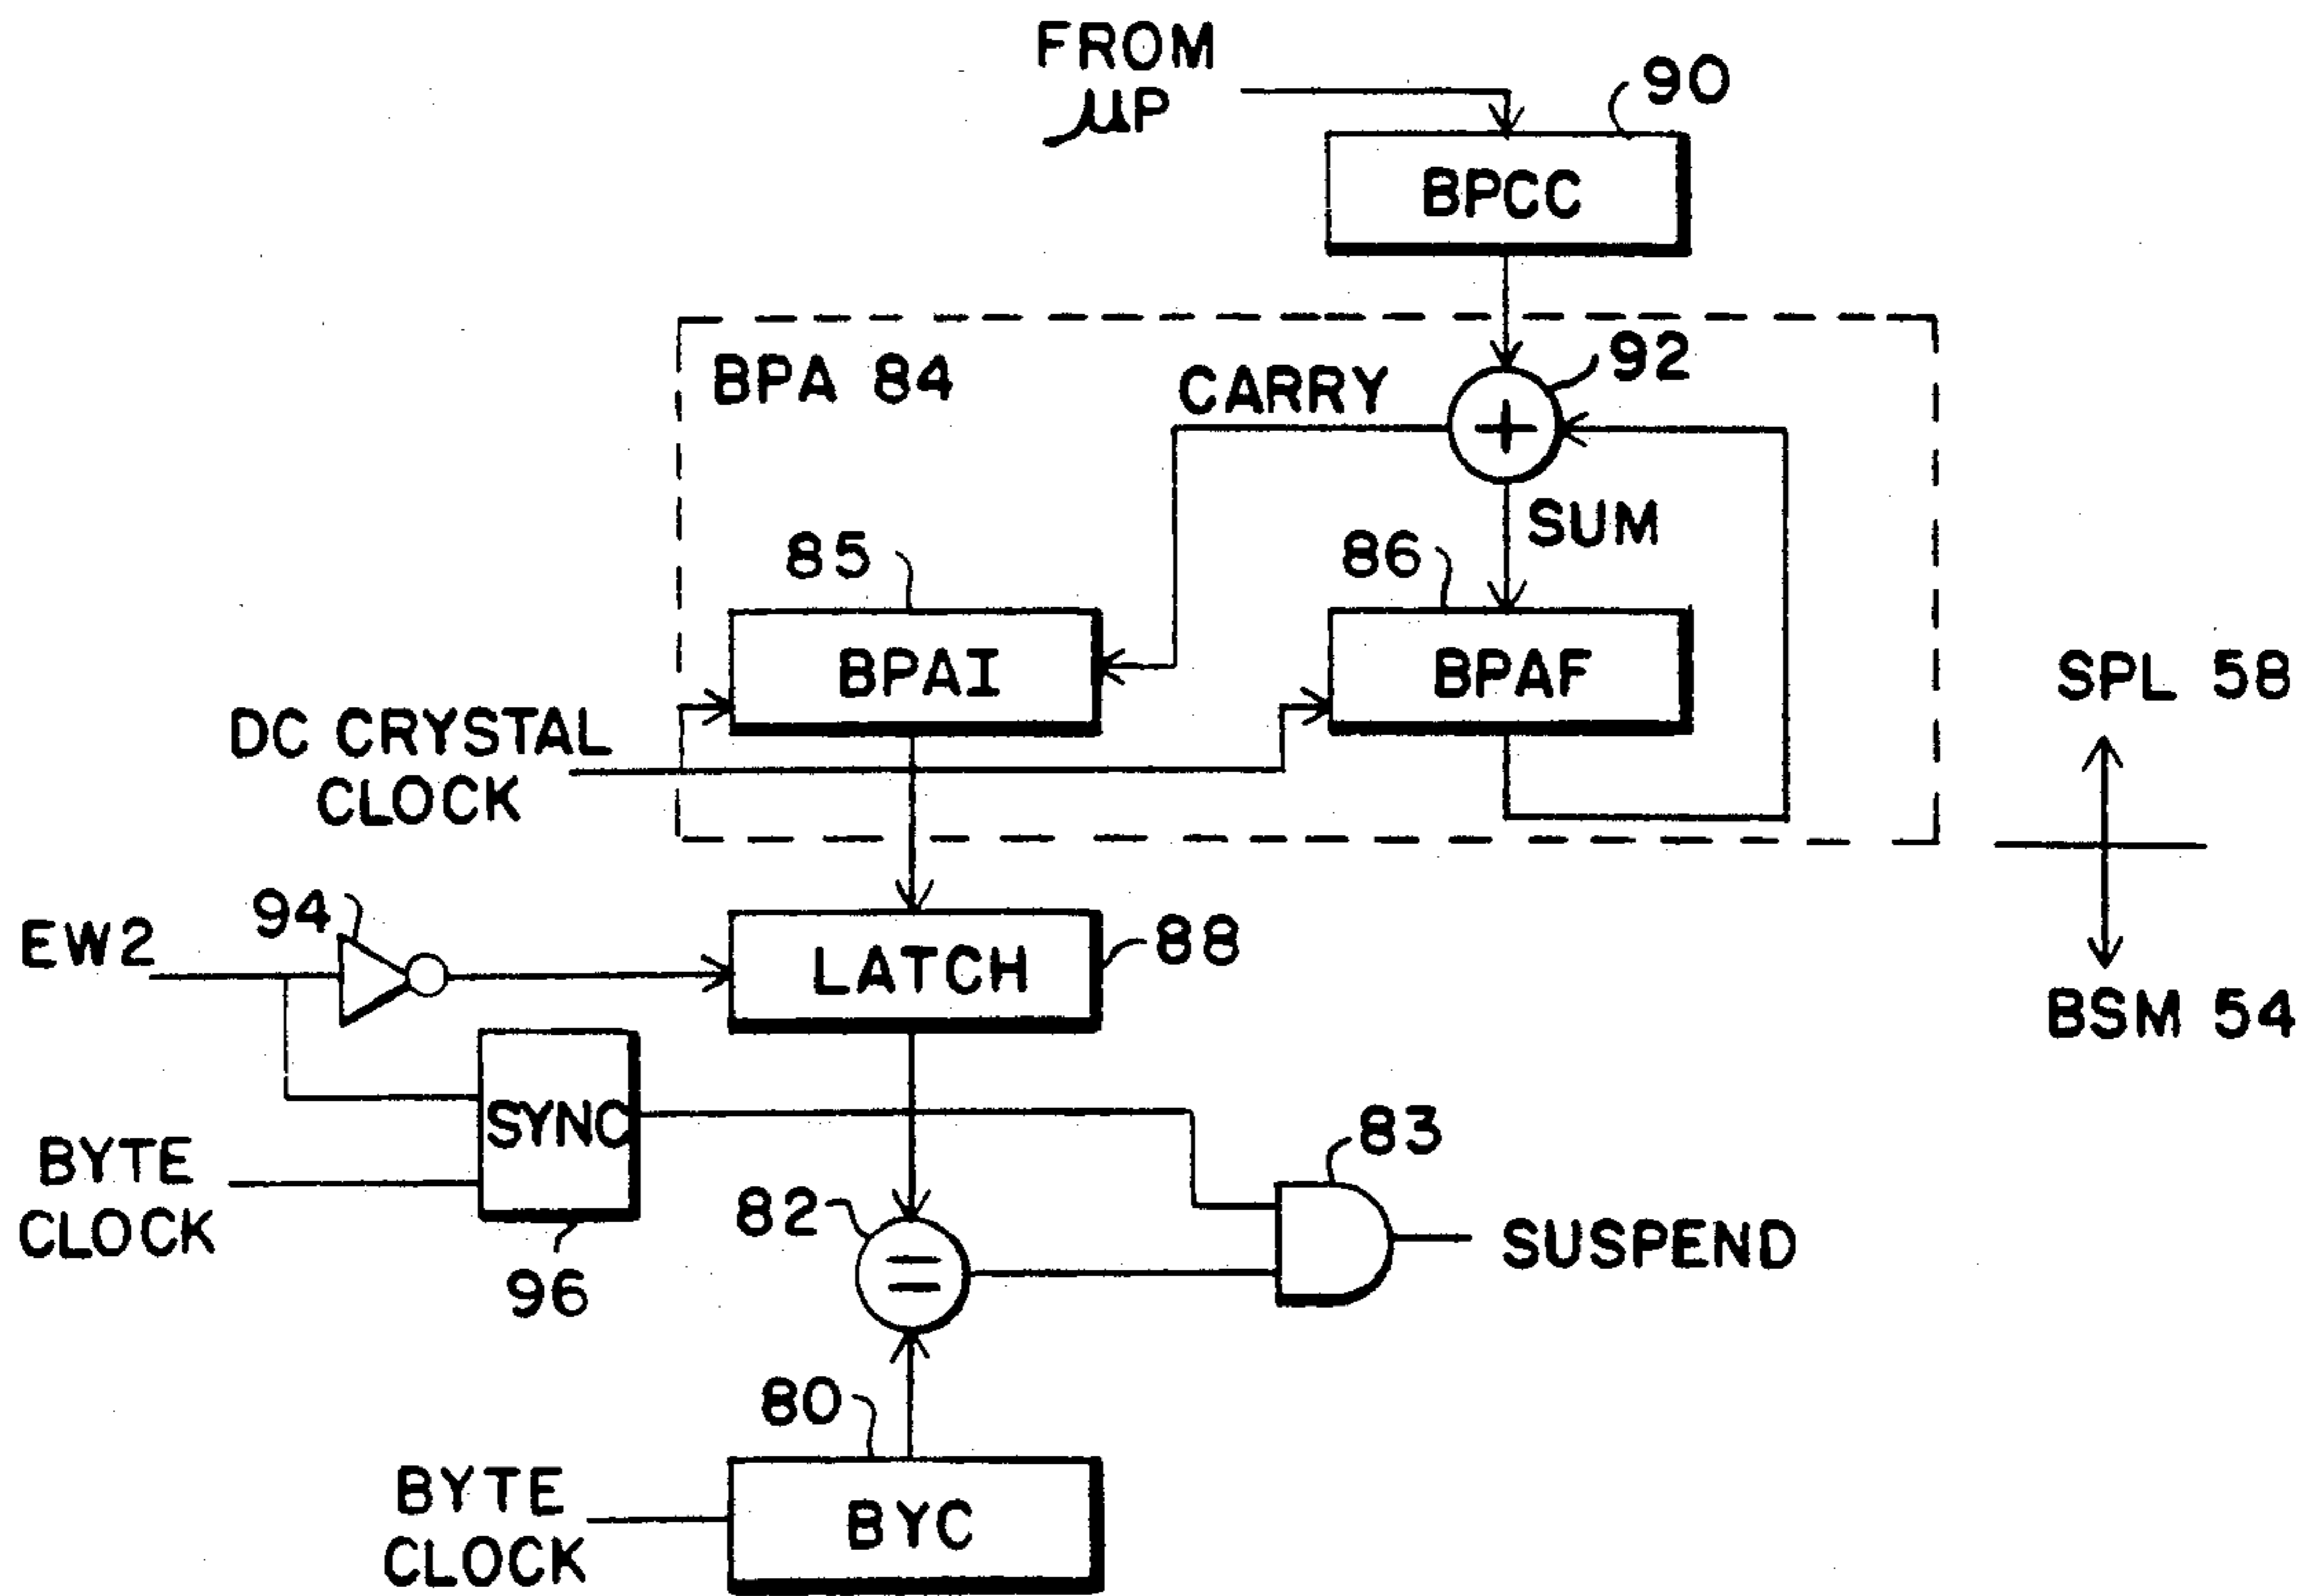 FROM
μP
90
BPCC
BPA 84
CARRY
92
+
SUM
85
86
BPAI
BPAF
DC CRYSTAL
CLOCK
SPL 58
BSM 54
EW2
94
LATCH
88
SYNC
BYTE
CLOCK
96
82
=
83
SUSPEND
80
BYTE
CLOCK
BYC